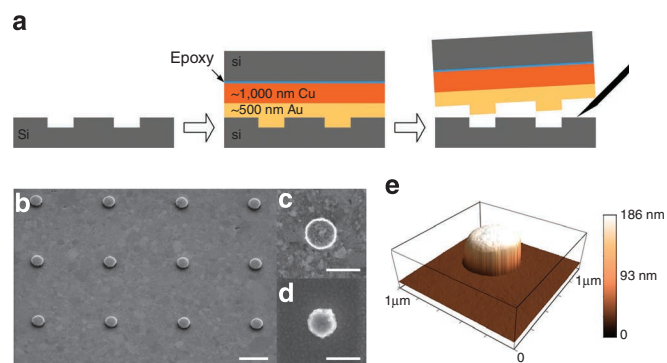 a
Si
Epoxy
si
~1,000 nm Cu
~500 nm Au
si
Si
b
c
d
e
186 nm
93 nm
0
1μm
1μm
0